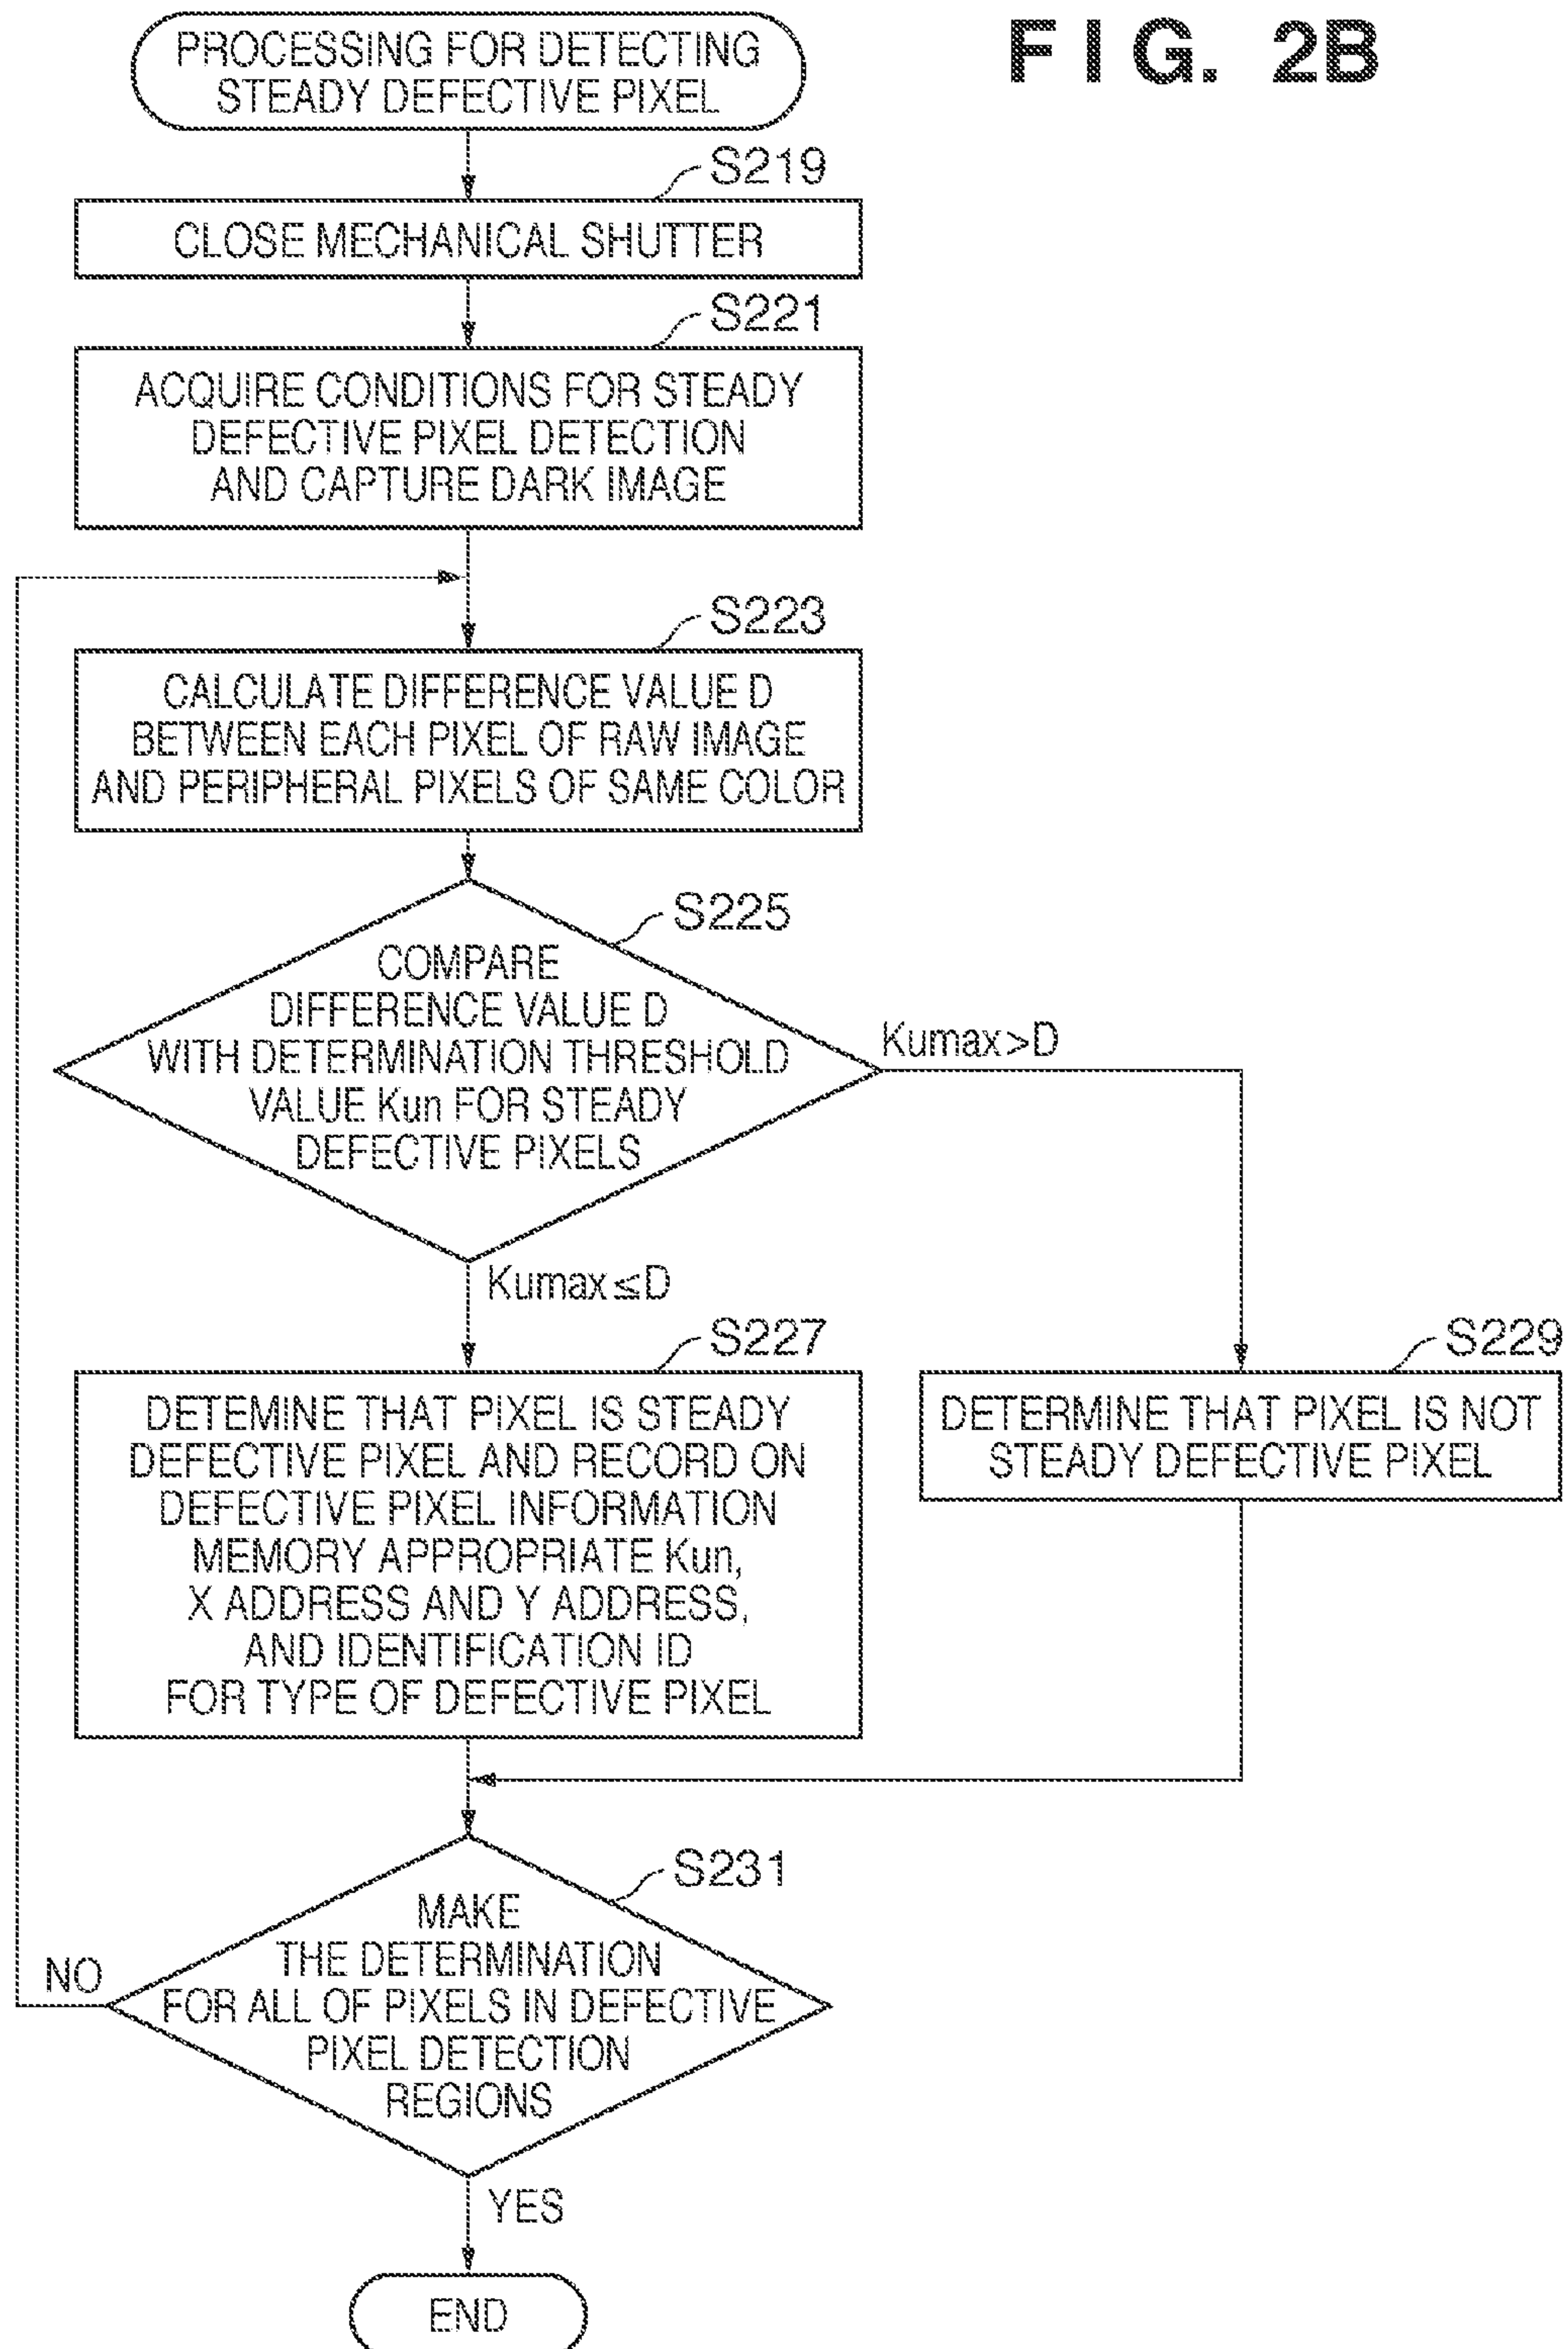 FIG. 2B
PROCESSING FOR DETECTING
STEADY DEFECTIVE PIXEL
S219
CLOSE MECHANICAL SHUTTER
S221
ACQUIRE CONDITIONS FOR STEADY
DEFECTIVE PIXEL DETECTION
AND CAPTURE DARK IMAGE
S223
CALCULATE DIFFERENCE VALUE D
BETWEEN EACH PIXEL OF RAW IMAGE
AND PERIPHERAL PIXELS OF SAME COLOR
S225
COMPARE
DIFFERENCE VALUE D
WITH DETERMINATION THRESHOLD
VALUE Kun FOR STEADY
DEFECTIVE PIXELS
Kumax>D
Kumax≤D
S227
DETEMINE THAT PIXEL IS STEADY
DEFECTIVE PIXEL AND RECORD ON
DEFECTIVE PIXEL INFORMATION
MEMORY APPROPRIATE Kun,
X ADDRESS AND Y ADDRESS,
AND IDENTIFICATION ID
FOR TYPE OF DEFECTIVE PIXEL
S229
DETERMINE THAT PIXEL IS NOT
STEADY DEFECTIVE PIXEL
S231
MAKE
THE DETERMINATION
FOR ALL OF PIXELS IN DEFECTIVE
PIXEL DETECTION
REGIONS
NO
YES
END